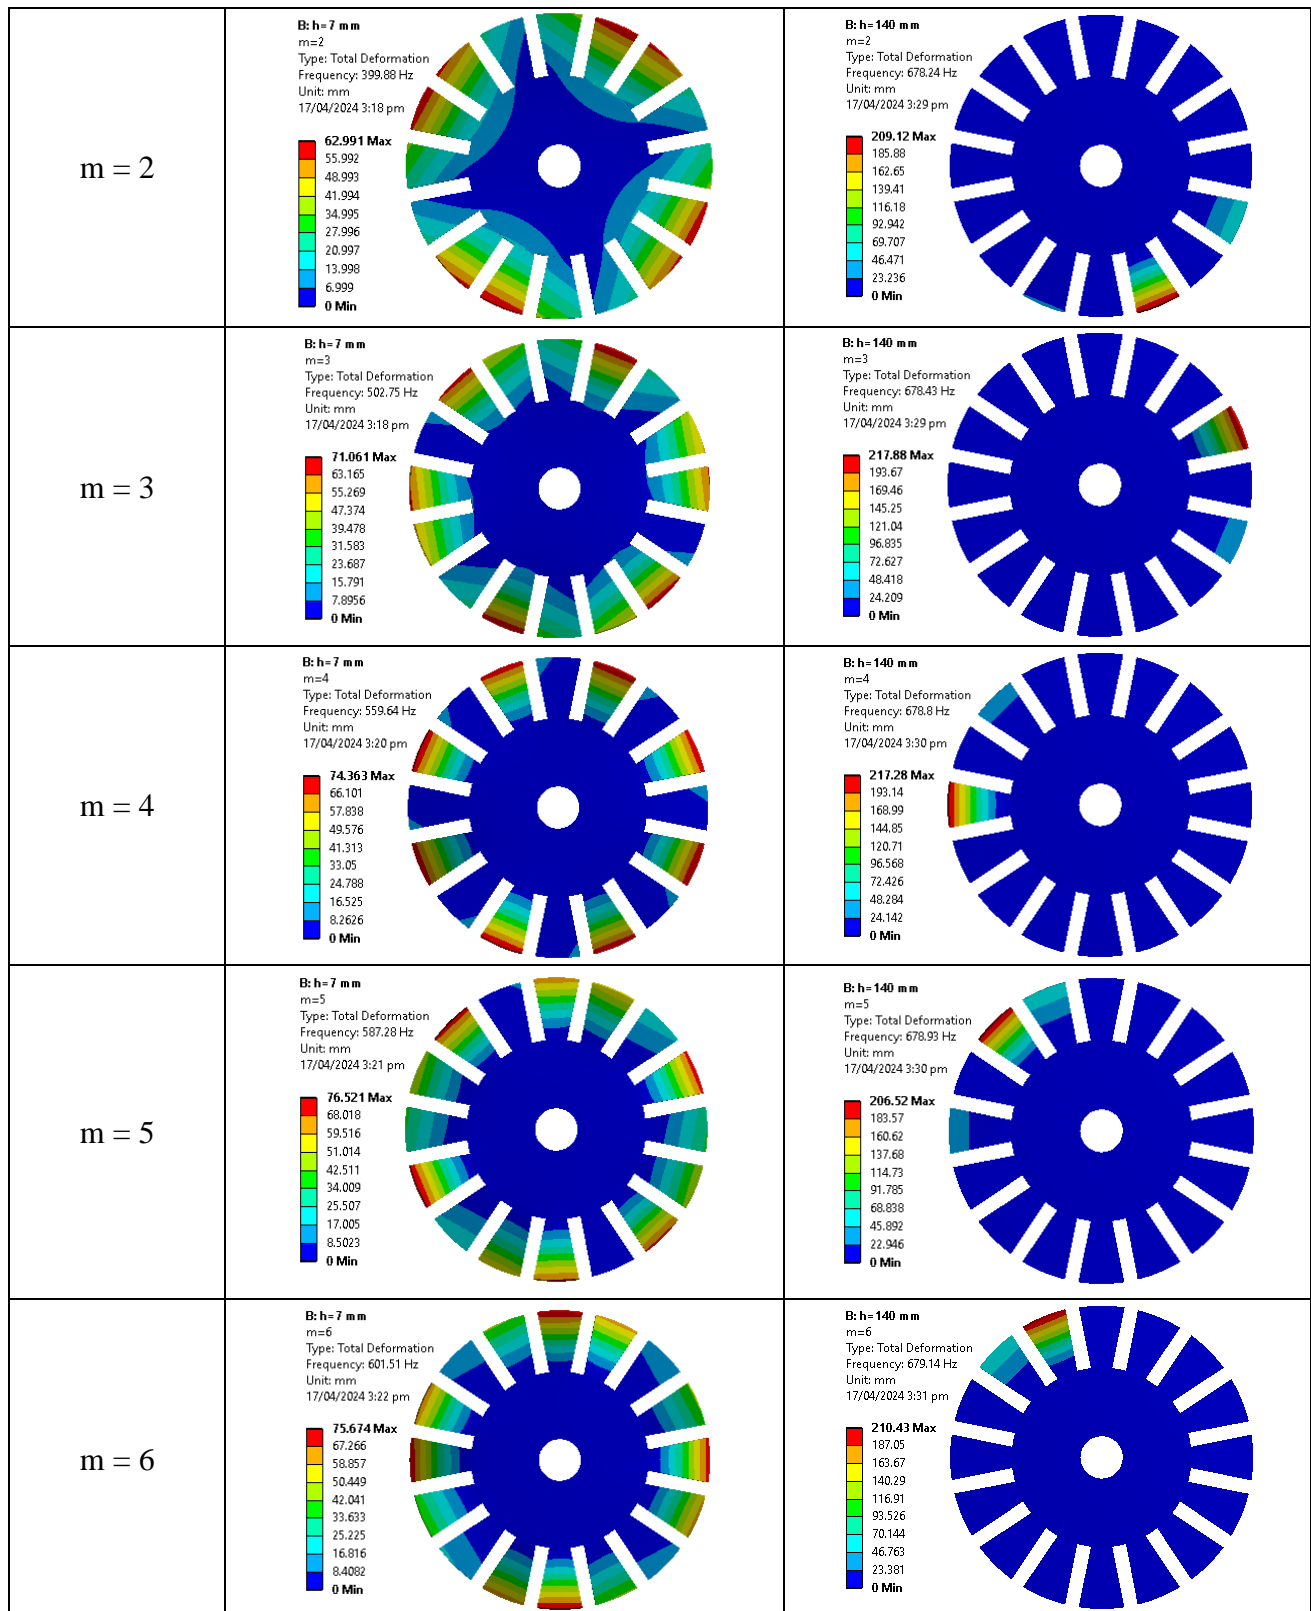 m = 2
B: h=7 mm
m=2
Type: Total Deformation
Frequency: 399.88 Hz
Unit: mm
17/04/2024 3:18 pm
62.991 Max
55.992
48.993
41.994
34.995
27.996
20.997
13.998
6.999
0 Min
B: h=140 mm
m=2
Type: Total Deformation
Frequency: 678.24 Hz
Unit: mm
17/04/2024 3:29 pm
209.12 Max
185.88
162.65
139.41
116.18
92.942
69.707
46.471
23.236
0 Min
m = 3
B: h=7 mm
m=3
Type: Total Deformation
Frequency: 502.75 Hz
Unit: mm
17/04/2024 3:18 pm
71.061 Max
63.165
55.269
47.374
39.478
31.583
23.687
15.791
7.8956
0 Min
B: h=140 mm
m=3
Type: Total Deformation
Frequency: 678.43 Hz
Unit: mm
17/04/2024 3:29 pm
217.88 Max
193.67
169.46
145.25
121.04
96.835
72.627
48.418
24.209
0 Min
m = 4
B: h=7 mm
m=4
Type: Total Deformation
Frequency: 559.64 Hz
Unit: mm
17/04/2024 3:20 pm
74.363 Max
66.101
57.838
49.576
41.313
33.05
24.788
16.525
8.2626
0 Min
B: h=140 mm
m=4
Type: Total Deformation
Frequency: 678.8 Hz
Unit: mm
17/04/2024 3:30 pm
217.28 Max
193.14
168.99
144.85
120.71
96.568
72.426
48.284
24.142
0 Min
m = 5
B: h=7 mm
m=5
Type: Total Deformation
Frequency: 587.28 Hz
Unit: mm
17/04/2024 3:21 pm
76.521 Max
68.018
59.516
51.014
42.511
34.009
25.507
17.005
8.5023
0 Min
B: h=140 mm
m=5
Type: Total Deformation
Frequency: 678.93 Hz
Unit: mm
17/04/2024 3:30 pm
206.52 Max
183.57
160.62
137.68
114.73
91.785
68.838
45.892
22.946
0 Min
m = 6
B: h=7 mm
m=6
Type: Total Deformation
Frequency: 601.51 Hz
Unit: mm
17/04/2024 3:22 pm
75.674 Max
67.266
58.857
50.449
42.041
33.633
25.225
16.816
8.4082
0 Min
B: h=140 mm
m=6
Type: Total Deformation
Frequency: 679.14 Hz
Unit: mm
17/04/2024 3:31 pm
210.43 Max
187.05
163.67
140.29
116.91
93.526
70.144
46.763
23.381
0 Min